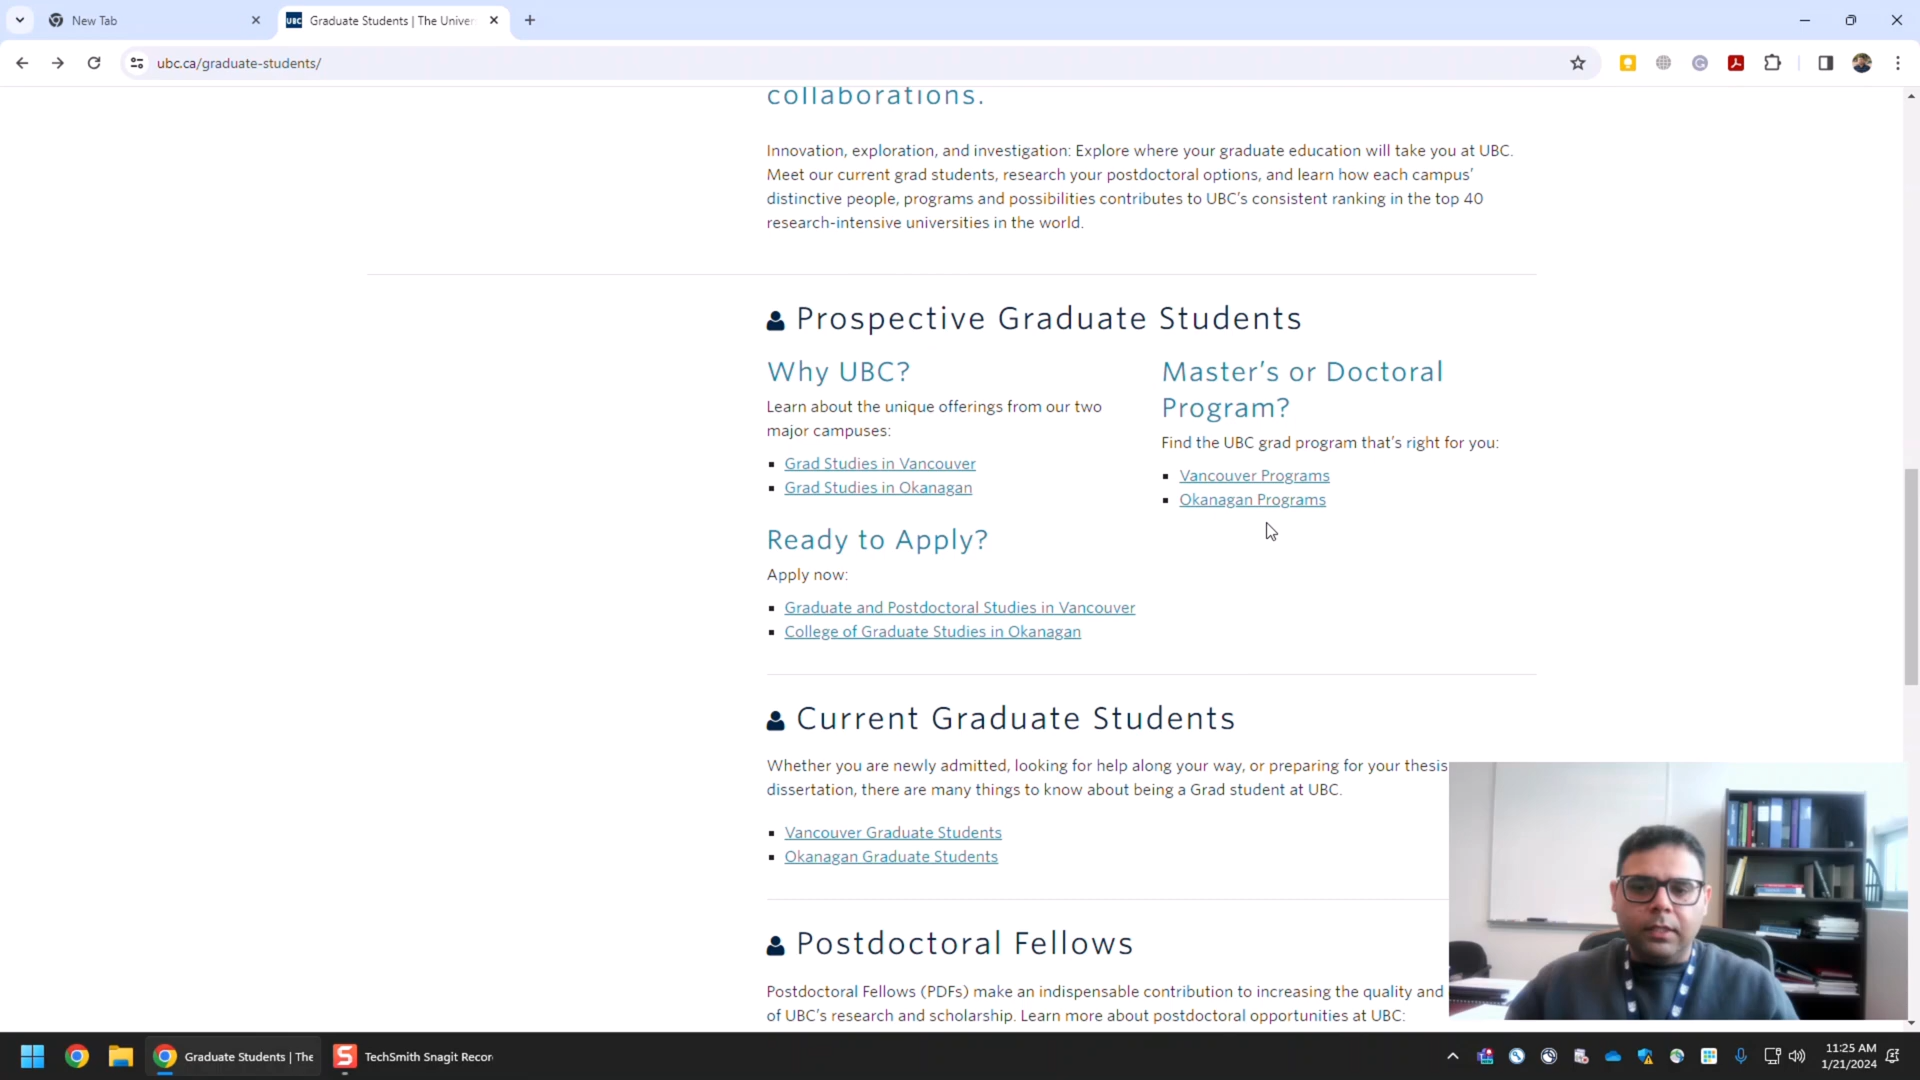 New Tab
UBC Graduate Students | The Univer
ubc.ca/graduate-students/
collaborations.
Innovation, exploration, and investigation: Explore where your graduate education will take you at UBC.
Meet our current grad students, research your postdoctoral options, and learn how each campus’
distinctive people, programs and possibilities contributes to UBC’s consistent ranking in the top 40
research-intensive universities in the world.
Prospective Graduate Students
Why UBC?
Learn about the unique offerings from our two
major campuses:
Grad Studies in Vancouver
Grad Studies in Okanagan
Master’s or Doctoral
Program?
Find the UBC grad program that’s right for you:
Vancouver Programs
Okanagan Programs
Ready to Apply?
Apply now:
Graduate and Postdoctoral Studies in Vancouver
College of Graduate Studies in Okanagan
Current Graduate Students
Whether you are newly admitted, looking for help along your way, or preparing for your thesis
dissertation, there are many things to know about being a Grad student at UBC.
Vancouver Graduate Students
Okanagan Graduate Students
Postdoctoral Fellows
Postdoctoral Fellows (PDFs) make an indispensable contribution to increasing the quality and
of UBC’s research and scholarship. Learn more about postdoctoral opportunities at UBC:
Graduate Students | The
TechSmith Snagit Recor
11:25 AM
1/21/2024